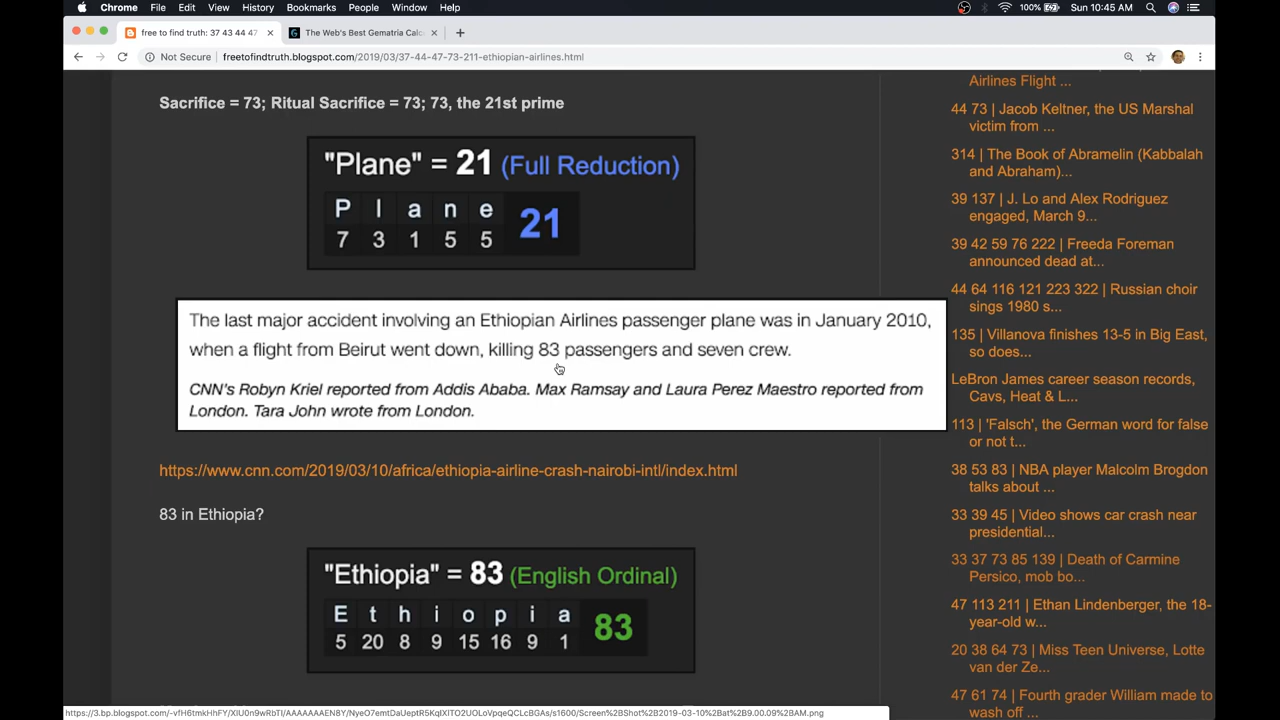 Chrome File Edit View History Bookmarks People Window Help 100% Sun 10:45 AM
free to find truth: 37 43 44 47 The Web's Best Gematria Calc
Not Secure freetofindtruth.blogspot.com/2019/03/37-44-47-73-211-ethiopian-airlines.html
Sacrifice = 73; Ritual Sacrifice = 73; 73, the 21st prime
"Plane" = 21 (Full Reduction)
P l a n e
7 3 1 5 5 21
The last major accident involving an Ethiopian Airlines passenger plane was in January 2010,
when a flight from Beirut went down, killing 83 passengers and seven crew.
CNN's Robyn Kriel reported from Addis Ababa. Max Ramsay and Laura Perez Maestro reported from
London. Tara John wrote from London.
https://www.cnn.com/2019/03/10/africa/ethiopia-airline-crash-nairobi-intl/index.html
83 in Ethiopia?
"Ethiopia" = 83 (English Ordinal)
E t h i o p i a
5 20 8 9 15 16 9 1 83
Airlines Flight ...
44 73 | Jacob Keltner, the US Marshal
victim from ...
314 | The Book of Abramelin (Kabbalah
and Abraham)...
39 137 | J. Lo and Alex Rodriguez
engaged, March 9...
39 42 59 76 222 | Freeda Foreman
announced dead at...
44 64 116 121 223 322 | Russian choir
sings 1980 s...
135 | Villanova finishes 13-5 in Big East,
so does...
LeBron James career season records,
Cavs, Heat & L...
113 | 'Falsch', the German word for false
or not t...
38 53 83 | NBA player Malcolm Brogdon
talks about ...
33 39 45 | Video shows car crash near
presidential...
33 37 73 85 139 | Death of Carmine
Persico, mob bo...
47 113 211 | Ethan Lindenberger, the 18-
year-old w...
20 38 64 73 | Miss Teen Universe, Lotte
van der Ze...
47 61 74 | Fourth grader William made to
wash off ...